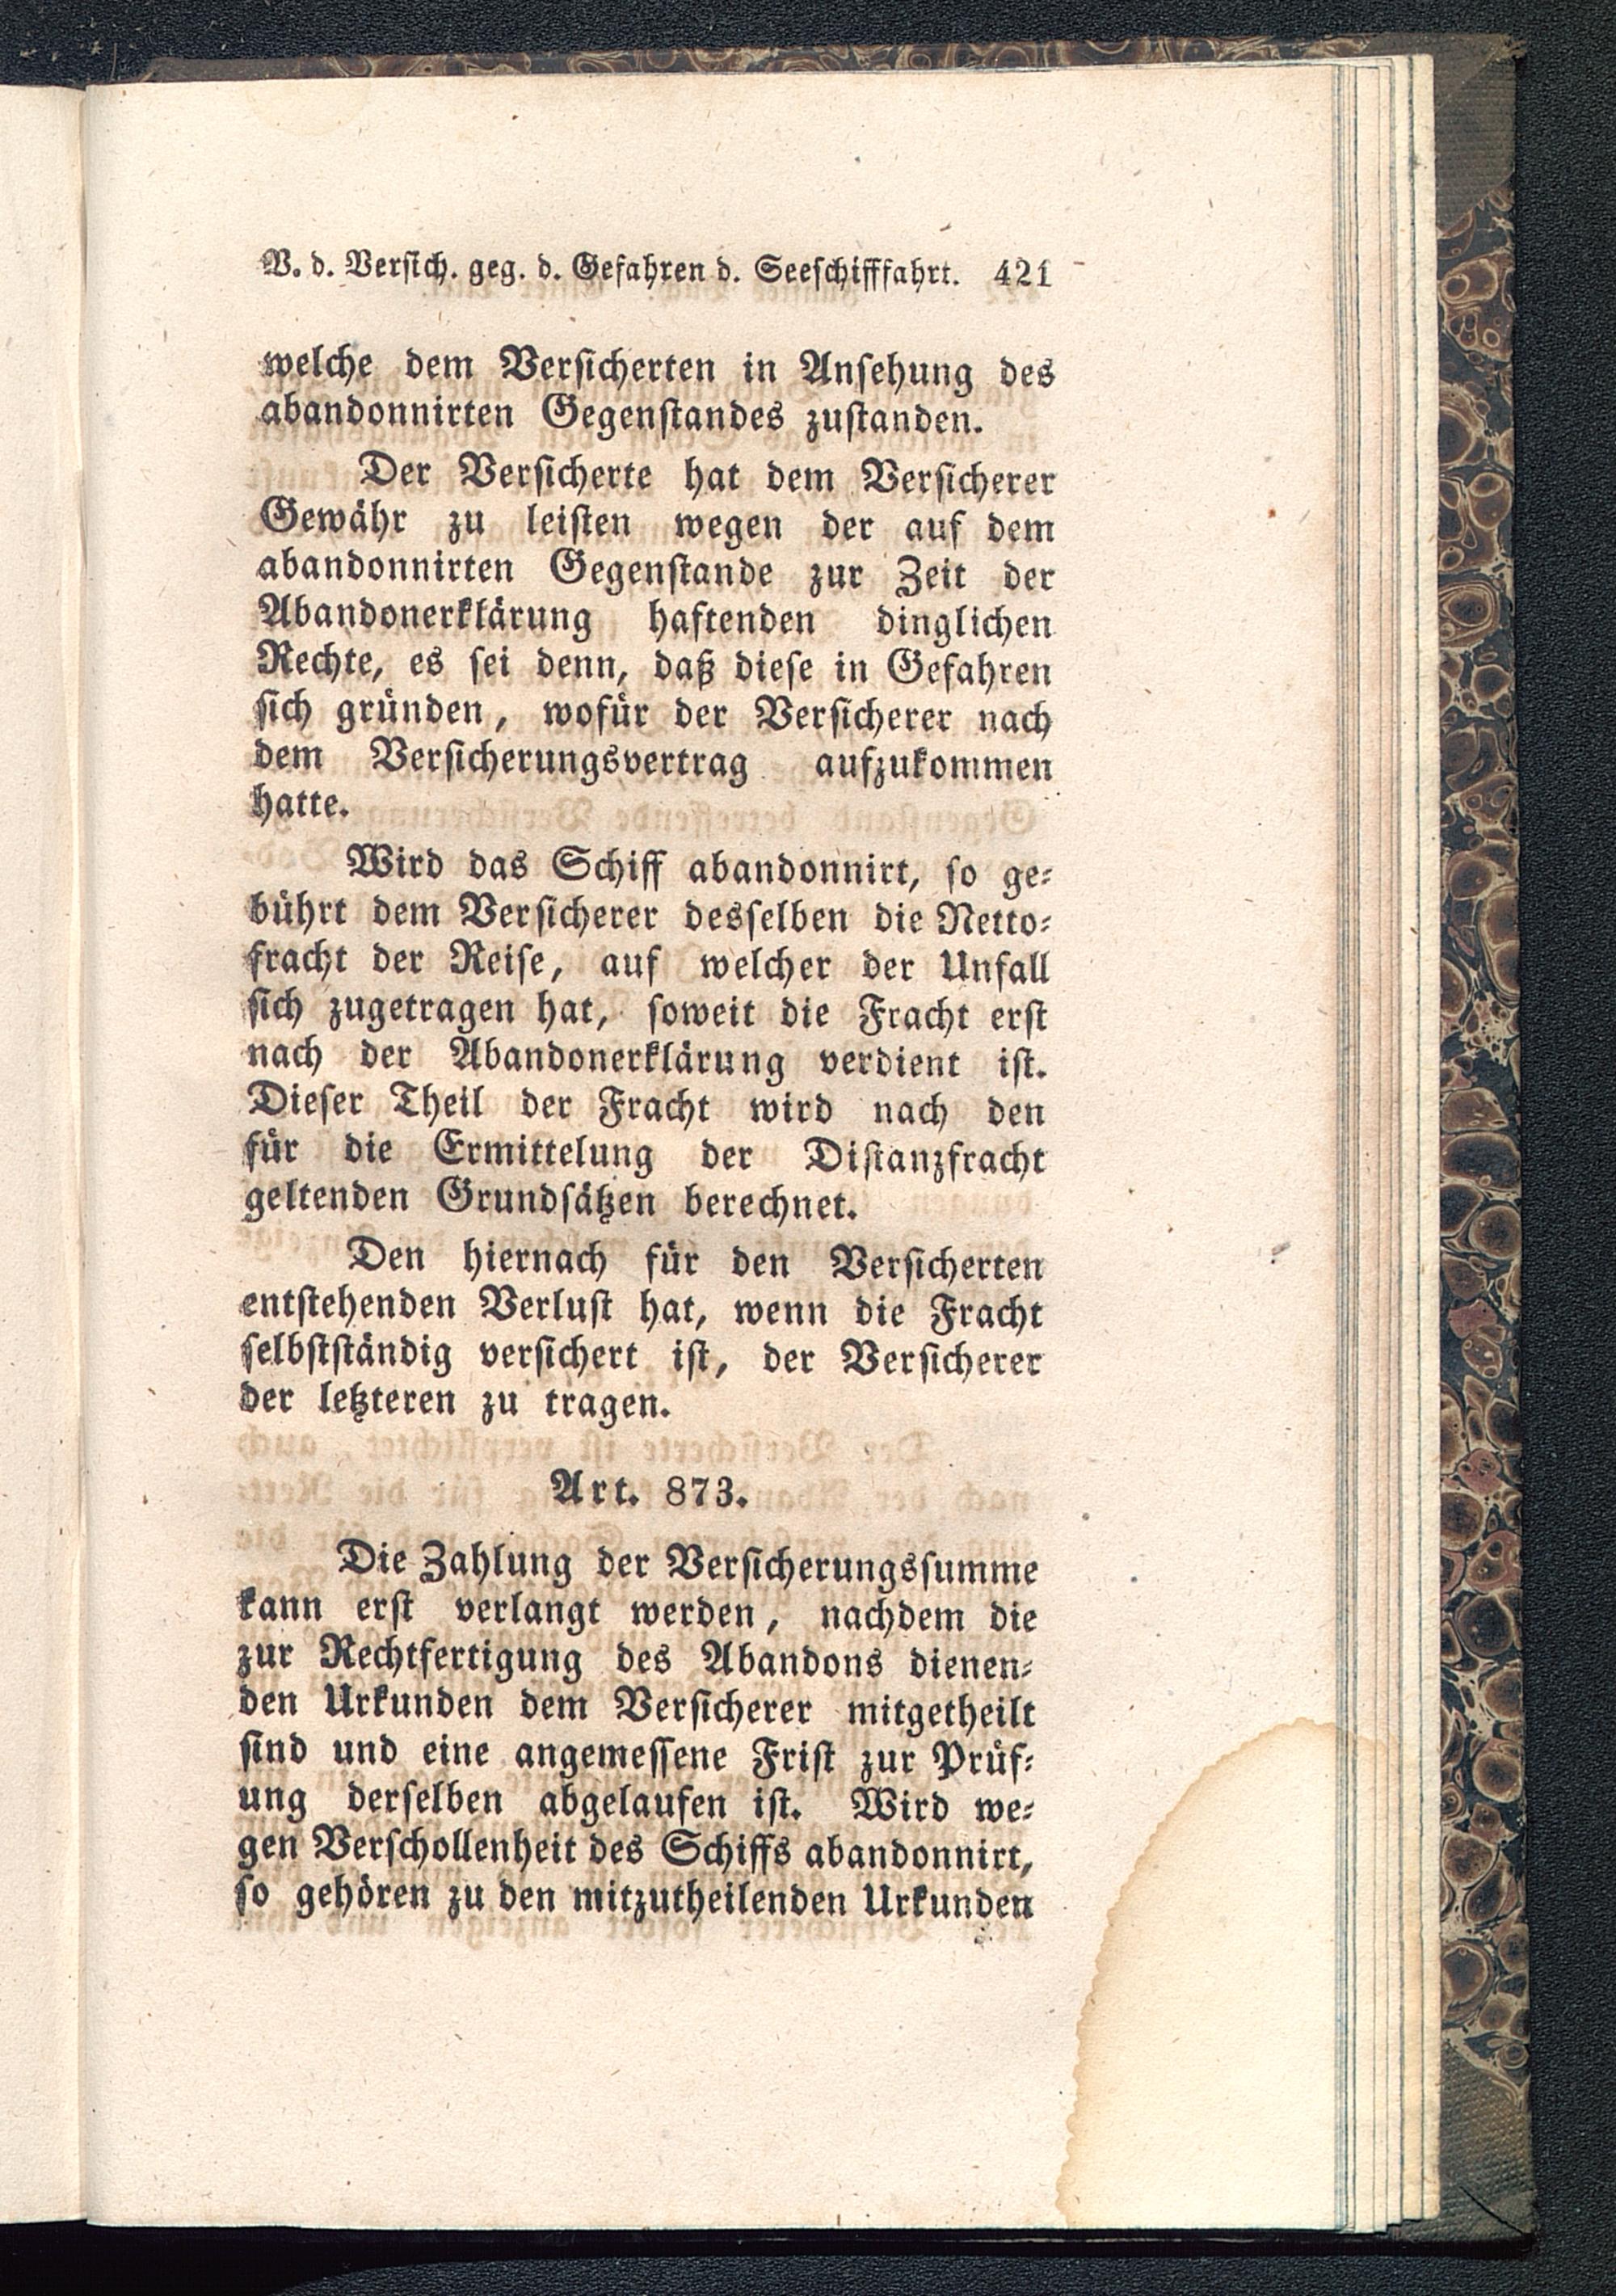 V. d. Versich. geg. d. Gefahren d. Seeschifffahrt. 421
welche dem Versicherten in Ansehung des
abandonnirten Gegenstandes zustanden.
Der Versicherte hat dem Versicherer
Gewähr zu leisten wegen der auf dem
abandonnirten Gegenstande zur Zeit der
Abandonerklärung haftenden dinglichen
Rechte, es sei denn, daß diese in Gefahren
sich gründen, wofür der Versicherer nach
dem Versicherungsvertrag aufzukommen
hatte.
Wird das Schiff abandonnirt, so ge-
bührt dem Versicherer desselben die Netto-
fracht der Reise, auf welcher der Unfall
sich zugetragen hat, soweit die Fracht erst
nach der Abandonerklärung verdient ist.
Dieser Theil der Fracht wird nach den
für die Ermittelung der Distanzfracht
geltenden Grundsätzen berechnet.
Den hiernach für den Versicherten
entstehenden Verlust hat, wenn die Fracht
selbstständig versichert ist, der Versicherer
der letzteren zu tragen.
Art. 873.
Die Zahlung der Versicherungssumme
kann erst verlangt werden, nachdem die
zur Rechtfertigung des Abandons dienen-
den Urkunden dem Versicherer mitgetheilt
sind und eine angemessene Frist zur Prüf-
ung derselben abgelaufen ist. Wird we-
gen Verschollenheit des Schiffs abandonnirt,
so gehören zu den mitzutheilenden Urkunden